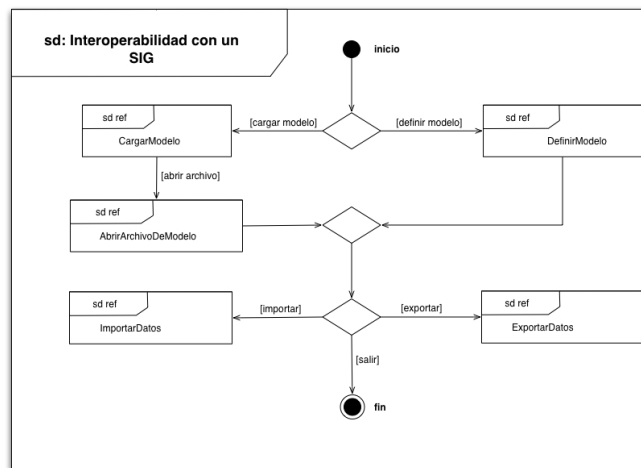 sd: Interoperabilidad con un
SIG
inicio
sd ref
CargarModelo
[cargar modelo]
[definir modelo]
sd ref
DefinirModelo
[abrir archivo]
sd ref
AbrirArchivoDeModelo
sd ref
ImportarDatos
[importar]
[exportar]
sd ref
ExportarDatos
[salir]
fin